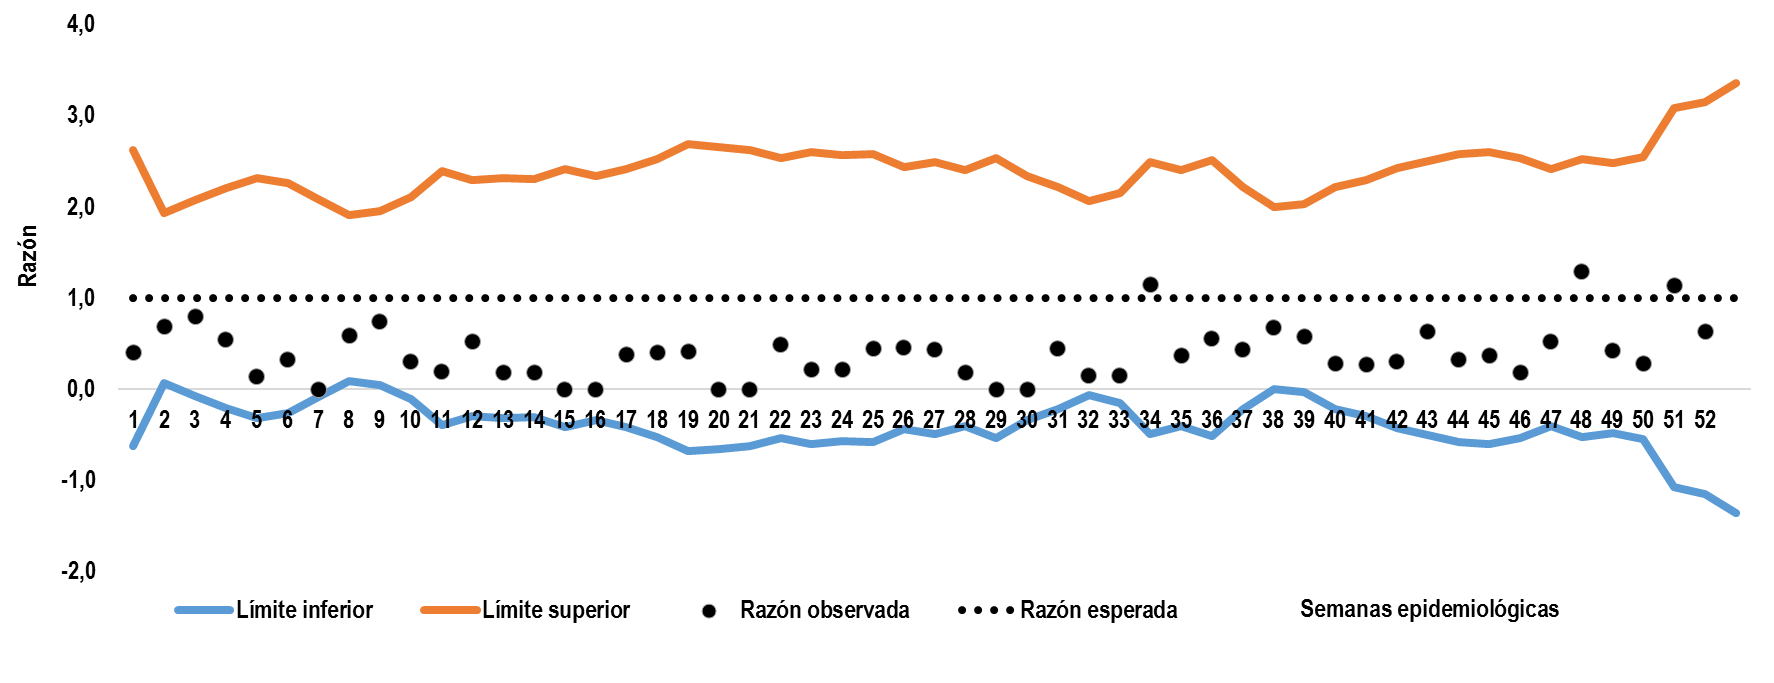 4,0
3,0
2,0
1,0
0,0
-1,0
-2,0
Razón
1 2 3 4 5 6 7 8 9 10 11 12 13 14 15 16 17 18 19 20 21 22 23 24 25 26 27 28 29 30 31 32 33 34 35 36 37 38 39 40 41 42 43 44 45 46 47 48 49 50 51 52
Límite inferior Límite superior Razón observada Razón esperada Semanas epidemiológicas